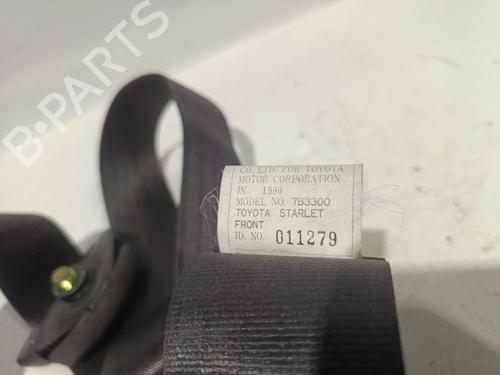 B-PARTS
CO., LTD. FOR TOYOTA
MOTOR CORPORATION
IN 1990
MODEL NO. 7B3300
TOYOTA STARLET
FRONT
ID. NO. 011279